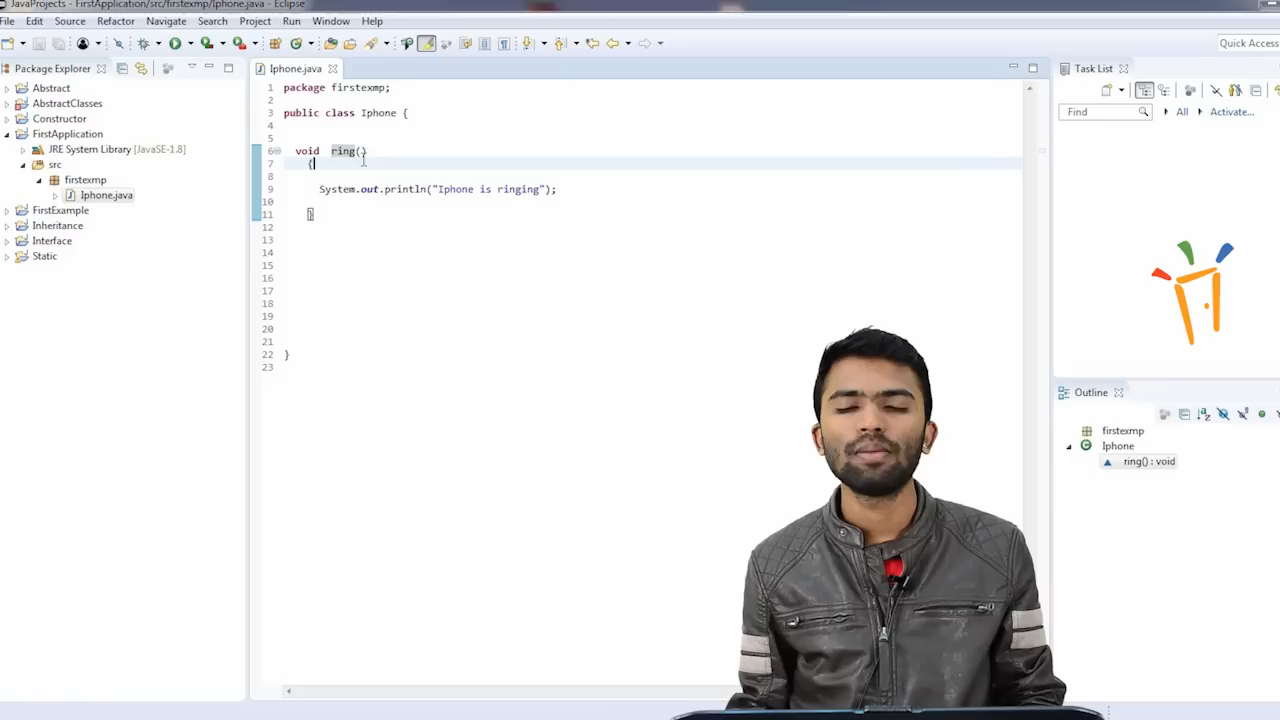 JavaProjects - FirstApplication/src/firstexmp/Iphone.java - Eclipse
File Edit Source Refactor Navigate Search Project Run Window Help
Quick Access
Package Explorer
Abstract
AbstractClasses
Constructor
FirstApplication
JRE System Library [JavaSE-1.8]
src
firstexmp
Iphone.java
FirstExample
Inheritance
Interface
Static
Iphone.java
1 package firstexmp;
2
3 public class Iphone {
4
5
6 void ring()
7 {
8
9 System.out.println("Iphone is ringing");
10
11 }
12
13
14
15
16
17
18
19
20
21
22 }
23
Task List
Find All Activate...
Outline
firstexmp
Iphone
ring() : void